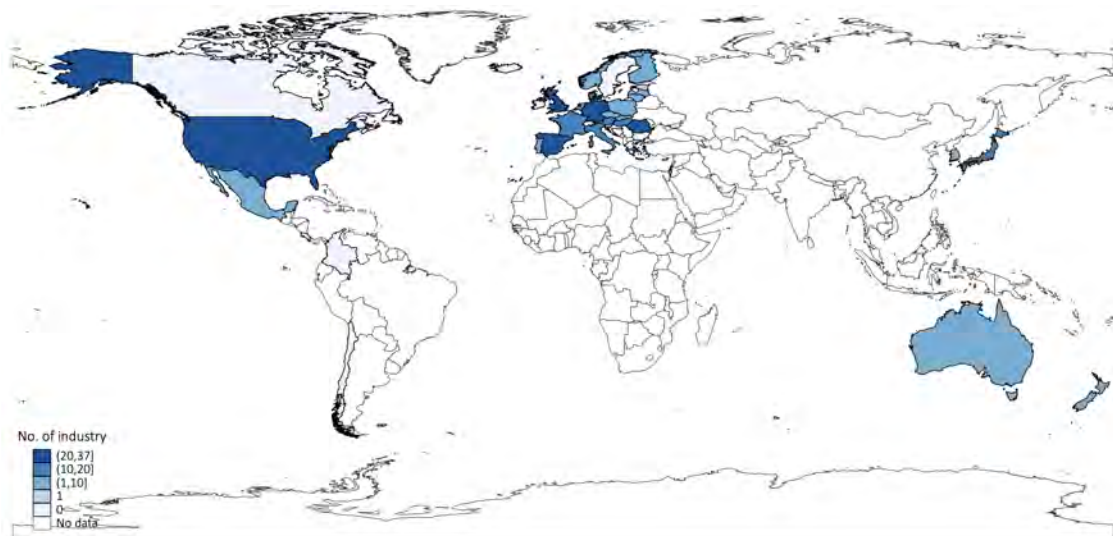 No. of industry
(20,37]
(10,20]
(1,10]
1
0
No data